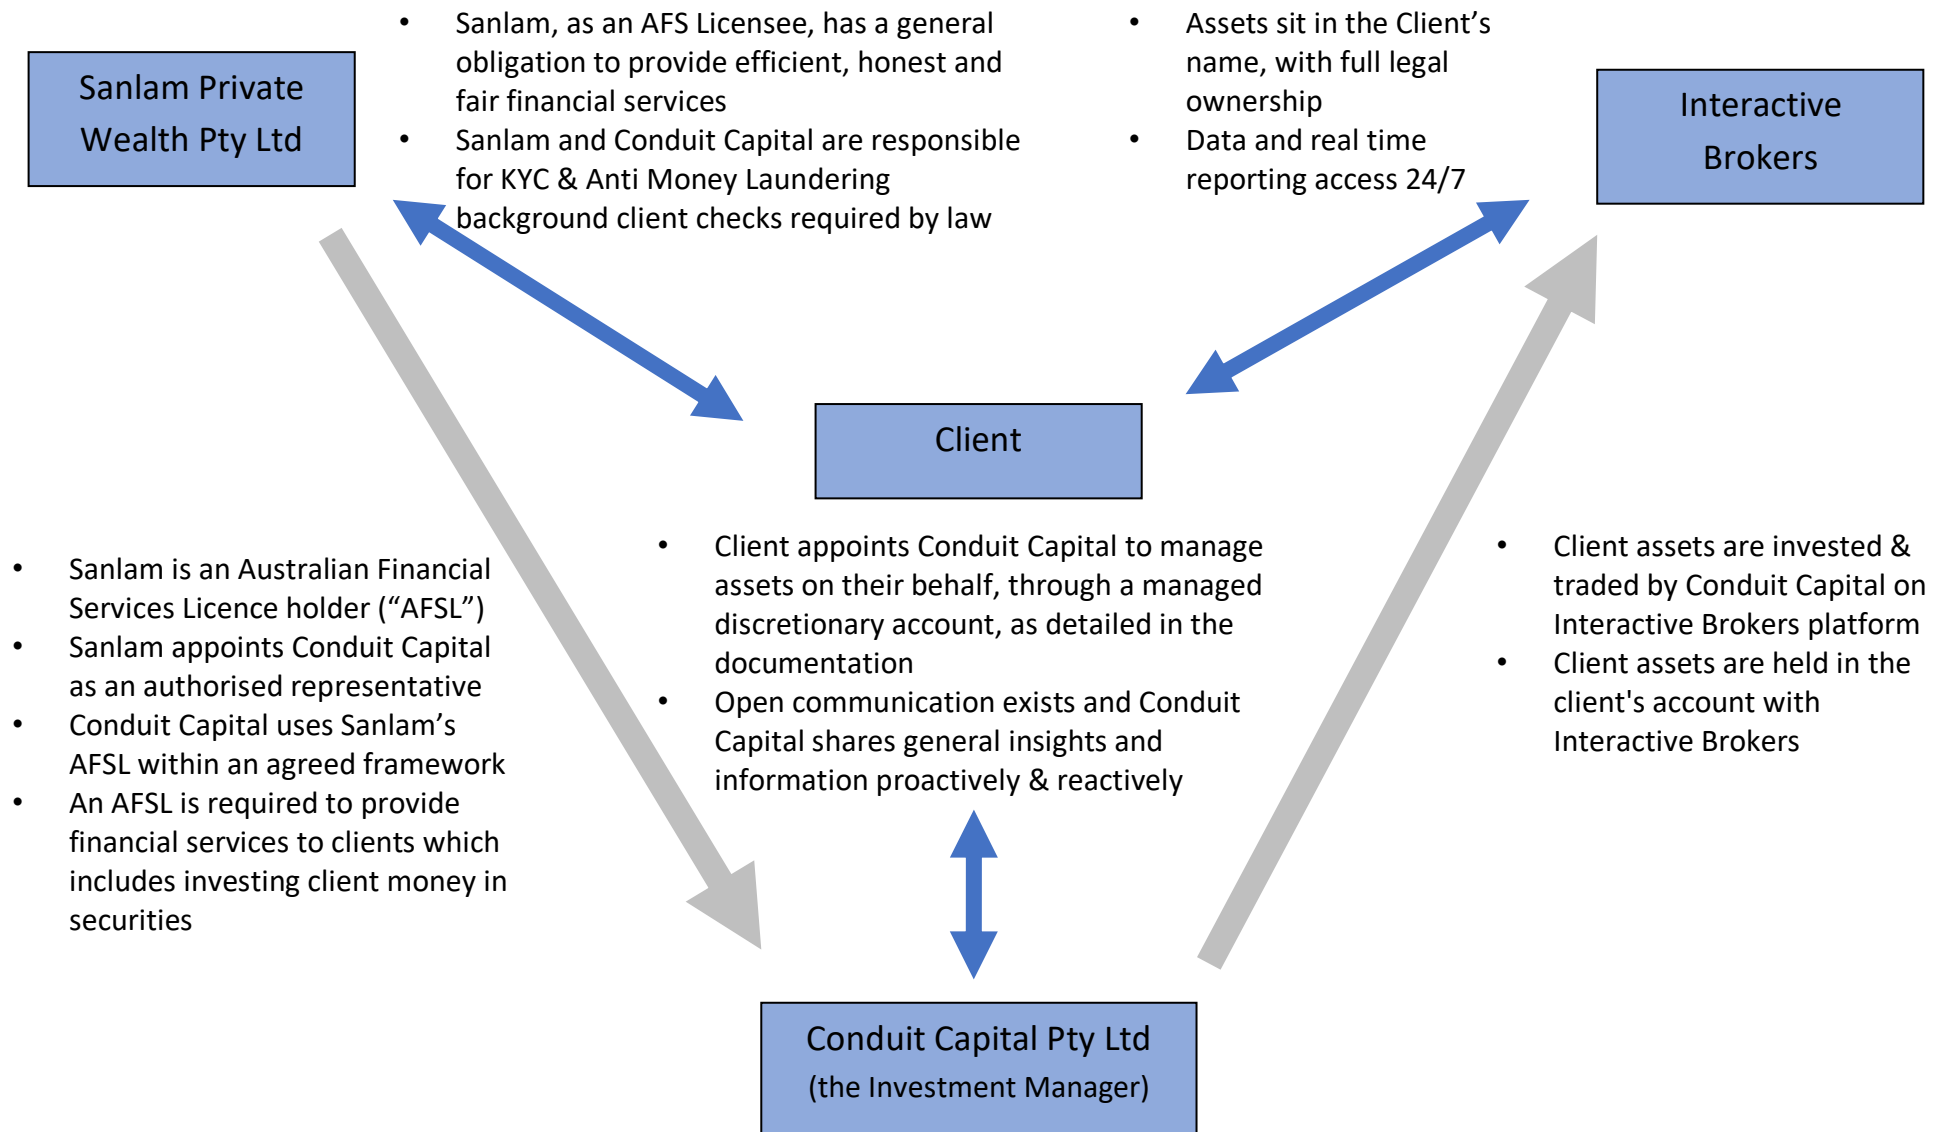 Sanlam Private
Wealth Pty Ltd
• Sanlam, as an AFS Licensee, has a general
obligation to provide efficient, honest and
fair financial services
• Sanlam and Conduit Capital are responsible
for KYC & Anti Money Laundering
background client checks required by law
• Assets sit in the Client’s
name, with full legal
ownership
• Data and real time
reporting access 24/7
Interactive
Brokers
Client
• Sanlam is an Australian Financial
Services Licence holder (“AFSL”)
• Sanlam appoints Conduit Capital
as an authorised representative
• Conduit Capital uses Sanlam’s
AFSL within an agreed framework
• An AFSL is required to provide
financial services to clients which
includes investing client money in
securities
• Client appoints Conduit Capital to manage
assets on their behalf, through a managed
discretionary account, as detailed in the
documentation
• Open communication exists and Conduit
Capital shares general insights and
information proactively & reactively
• Client assets are invested &
traded by Conduit Capital on
Interactive Brokers platform
• Client assets are held in the
client's account with
Interactive Brokers
Conduit Capital Pty Ltd
(the Investment Manager)